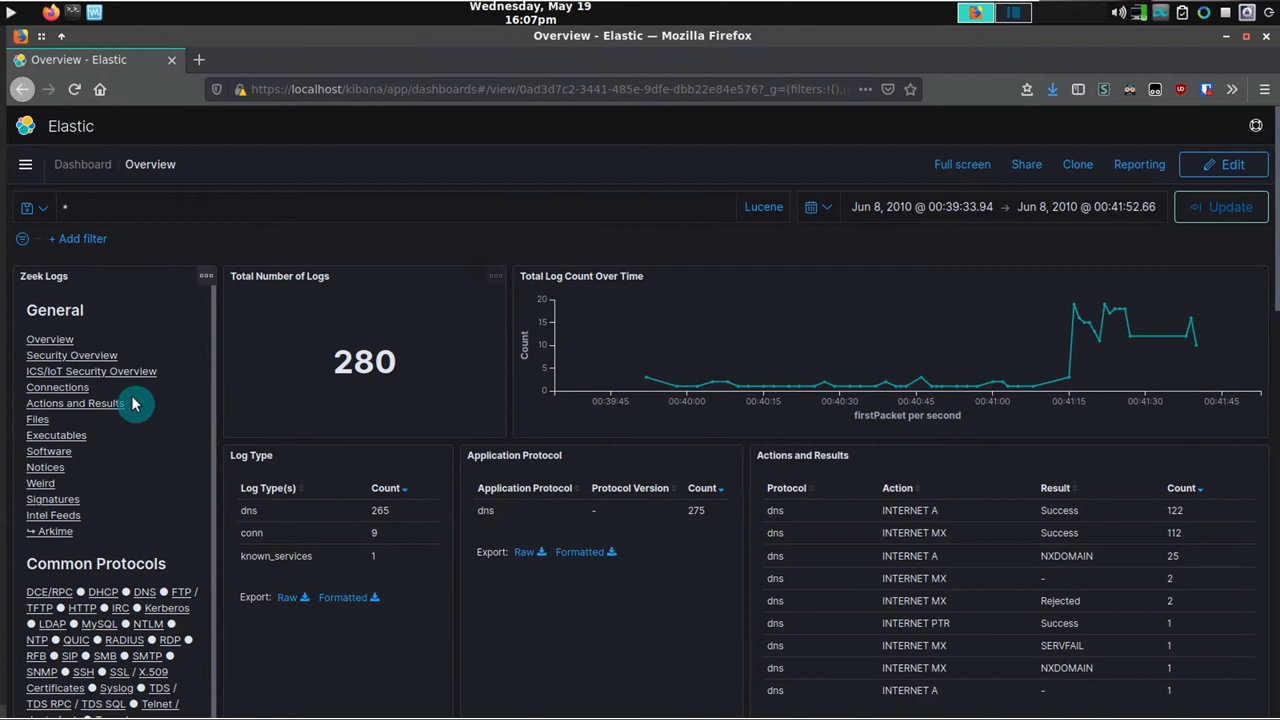 Wednesday, May 19
16:07pm
Overview - Elastic — Mozilla Firefox
Overview - Elastic
https://localhost/kibana/app/dashboards#/view/0ad3d7c2-3441-485e-9dfe-dbb22e84e576?_g=(filters:!(),
Elastic
Dashboard / Overview
Full screen Share Clone Reporting Edit
* Lucene Jun 8, 2010 @ 00:39:33.94 → Jun 8, 2010 @ 00:41:52.66 Update
+ Add filter
Zeek Logs
General
Overview
Security Overview
ICS/IoT Security Overview
Connections
Actions and Results
Files
Executables
Software
Notices
Weird
Signatures
Intel Feeds
↪ Arkime
Common Protocols
DCE/RPC ● DHCP ● DNS ● FTP /
TFTP ● HTTP ● IRC ● Kerberos
● LDAP ● MySQL ● NTLM ●
NTP ● QUIC ● RADIUS ● RDP ●
RFB ● SIP ● SMB ● SMTP ●
SNMP ● SSH ● SSL / X.509
Certificates ● Syslog ● TDS /
TDS RPC / TDS SQL ● Telnet /
Total Number of Logs
280
Total Log Count Over Time
20
15
10
5
0
Count
00:39:45 00:40:00 00:40:15 00:40:30 00:40:45 00:41:00 00:41:15 00:41:30 00:41:45
firstPacket per second
Log Type
Log Type(s) Count
dns 265
conn 9
known_services 1
Export: Raw Formatted
Application Protocol
Application Protocol Protocol Version Count
dns - 275
Export: Raw Formatted
Actions and Results
Protocol Action Result Count
dns INTERNET A Success 122
dns INTERNET MX Success 112
dns INTERNET A NXDOMAIN 25
dns INTERNET MX - 2
dns INTERNET MX Rejected 2
dns INTERNET PTR Success 1
dns INTERNET MX SERVFAIL 1
dns INTERNET MX NXDOMAIN 1
dns INTERNET A - 1